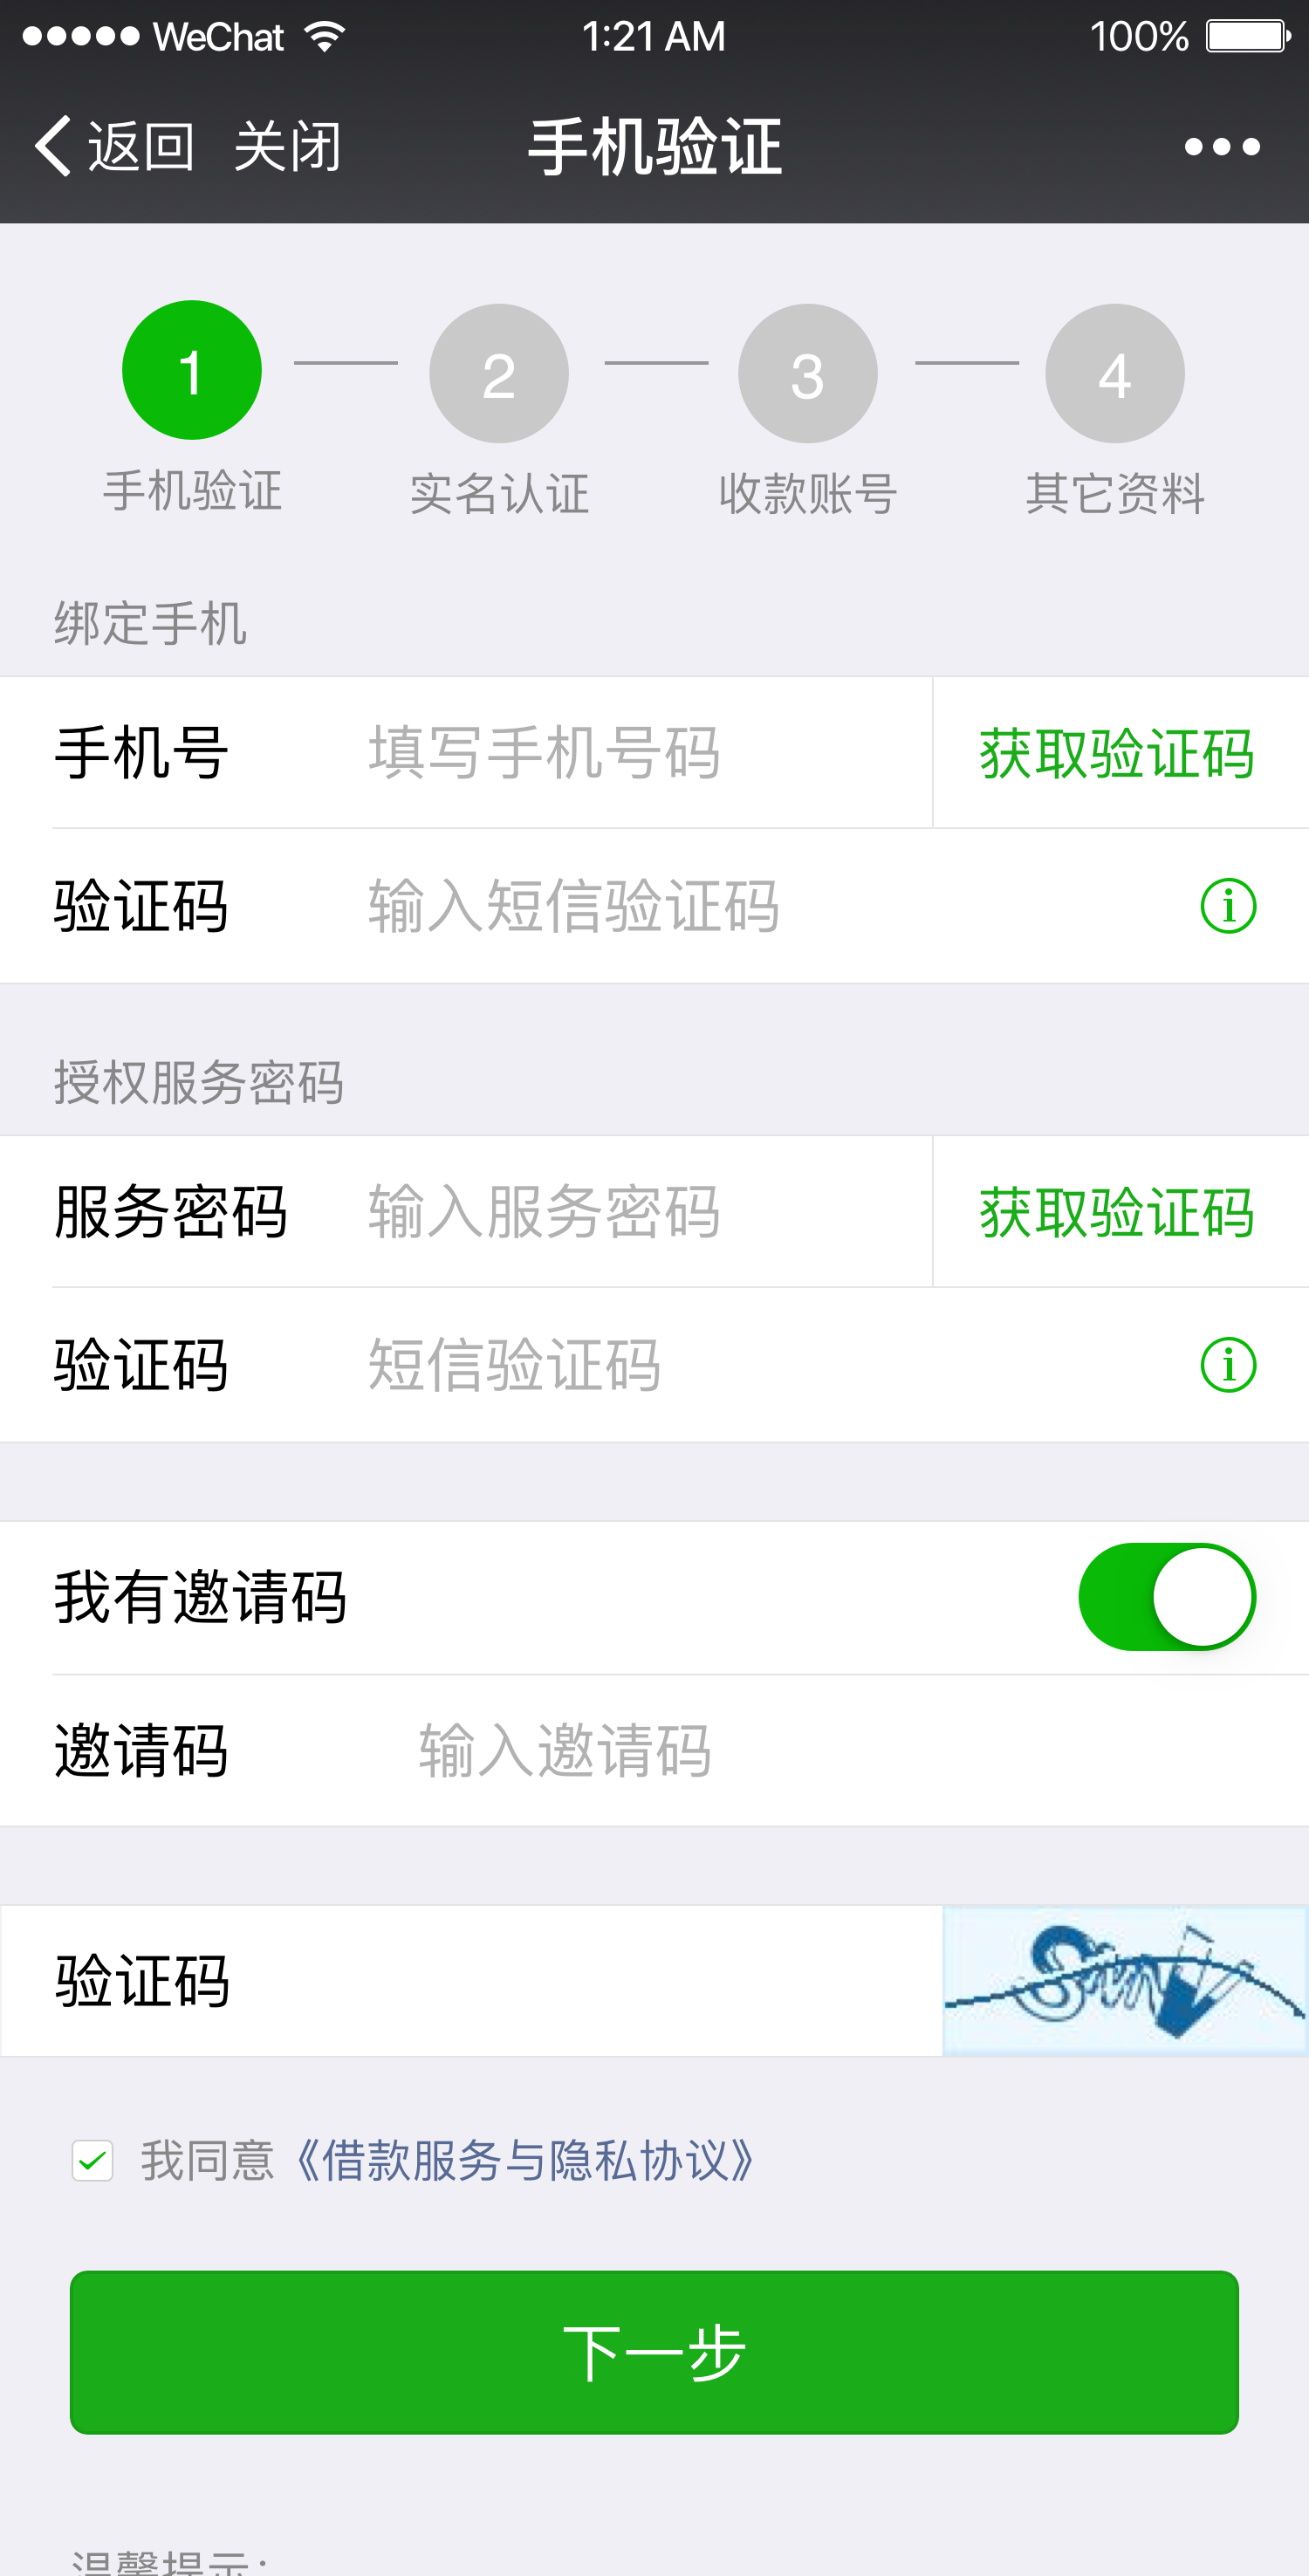 WeChat 1:21 AM 100%
返回 关闭 手机验证
1 2 3 4
手机验证 实名认证 收款账号 其它资料
绑定手机
手机号 填写手机号码 获取验证码
验证码 输入短信验证码
授权服务密码
服务密码 输入服务密码 获取验证码
验证码 短信验证码
我有邀请码
邀请码 输入邀请码
验证码
我同意《借款服务与隐私协议》
下一步
温馨提示：